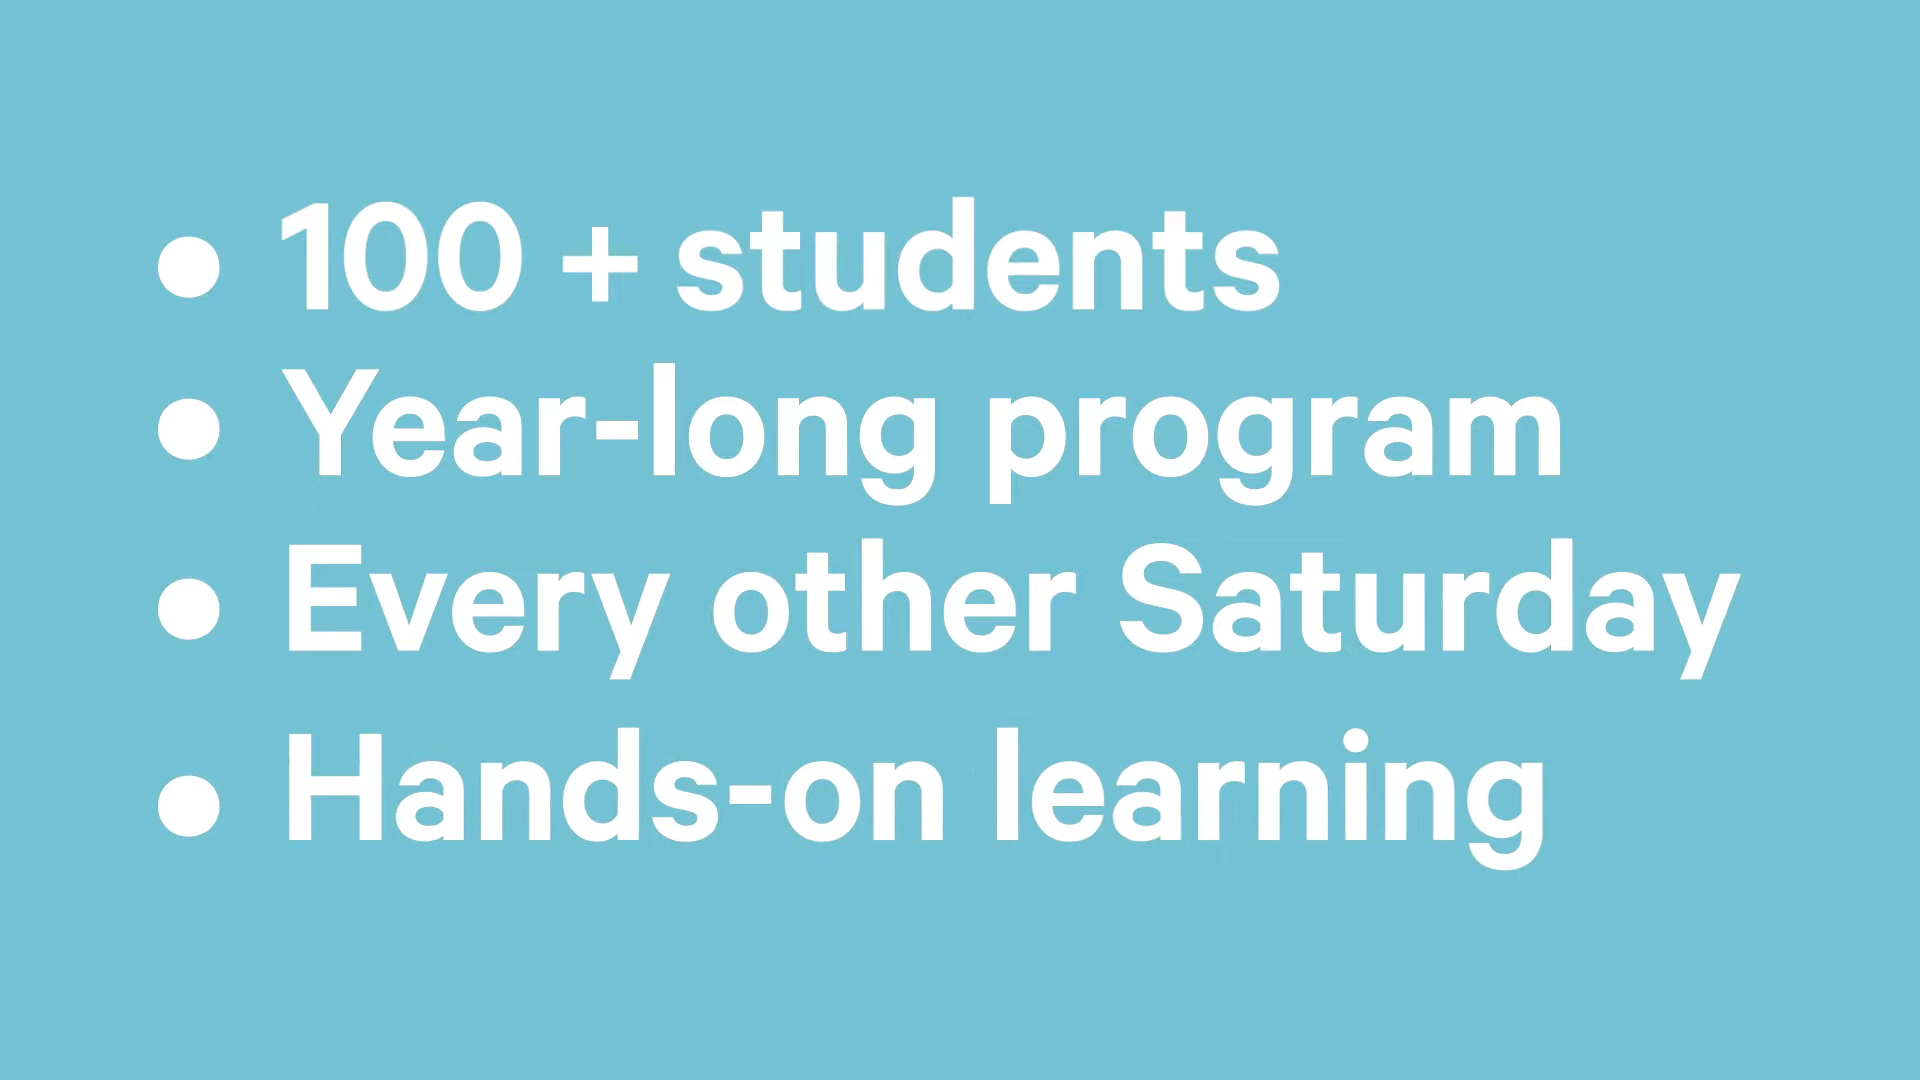 • 100 + students
• Year-long program
• Every other Saturday
• Hands-on learning